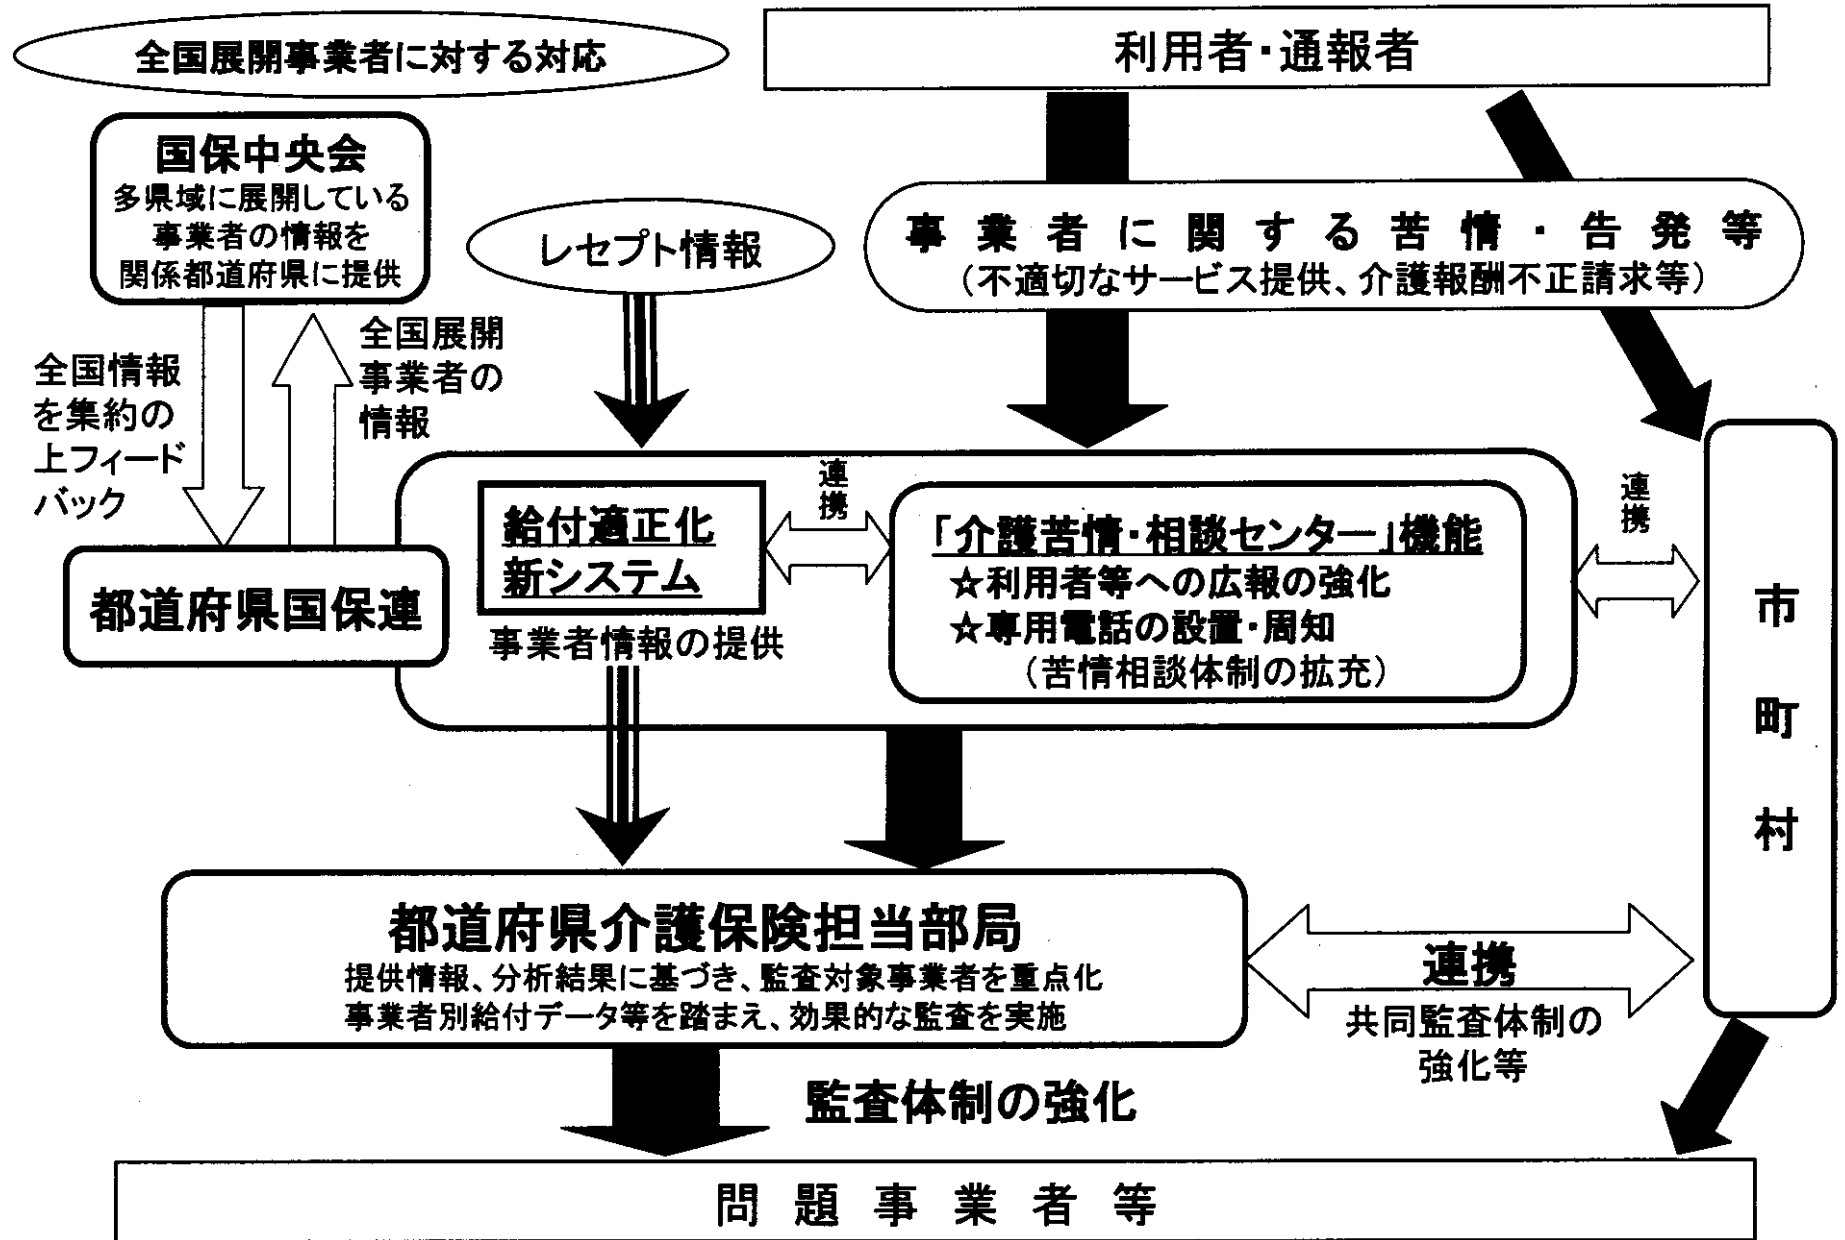 全国展開事業者に対する対応
利用者・通報者
国保中央会
多県域に展開している
事業者の情報を
関係都道府県に提供
レセプト情報
事業者に関する苦情・告発等
（不適切なサービス提供、介護報酬不正請求等）
全国情報
を集約の
上フィード
バック
全国展開
事業者の
情報
都道府県国保連
給付適正化
新システム
事業者情報の提供
連携
「介護苦情・相談センター」機能
☆利用者等への広報の強化
☆専用電話の設置・周知
（苦情相談体制の拡充）
連携
市町村
都道府県介護保険担当部局
提供情報、分析結果に基づき、監査対象事業者を重点化
事業者別給付データ等を踏まえ、効果的な監査を実施
連携
共同監査体制の
強化等
監査体制の強化
問題事業者等